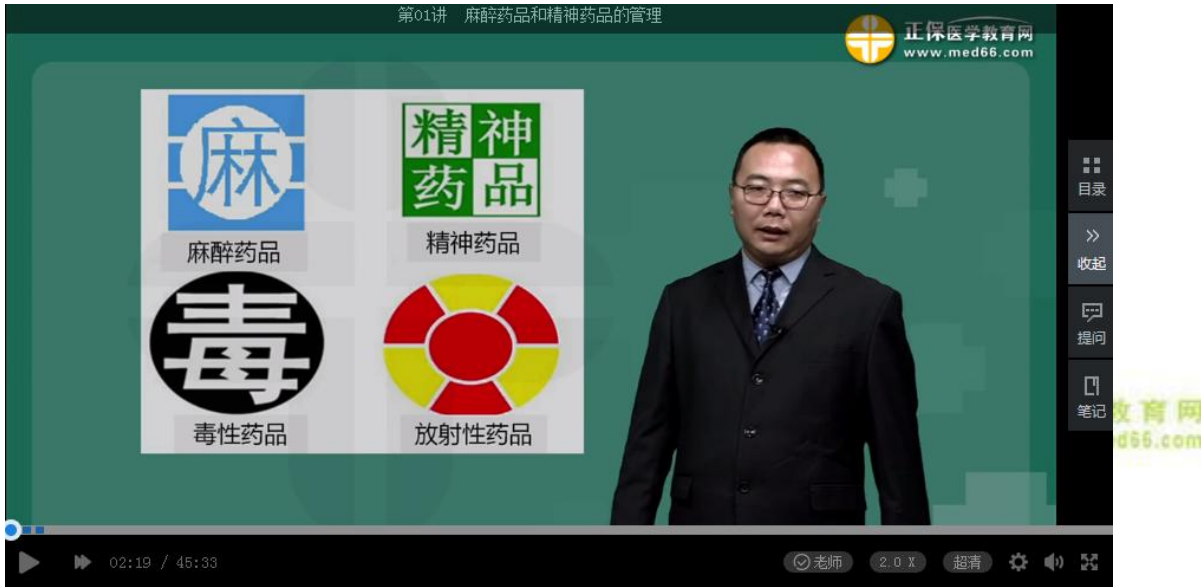 第01讲 麻醉药品和精神药品的管理
正保医学教育网
www.med66.com
麻
精神
药品
麻醉药品
精神药品
毒
毒性药品
放射性药品
目录
收起
提问
笔记
教育网
d66.com
02:19 / 45:33
老师
2.0 X
超清